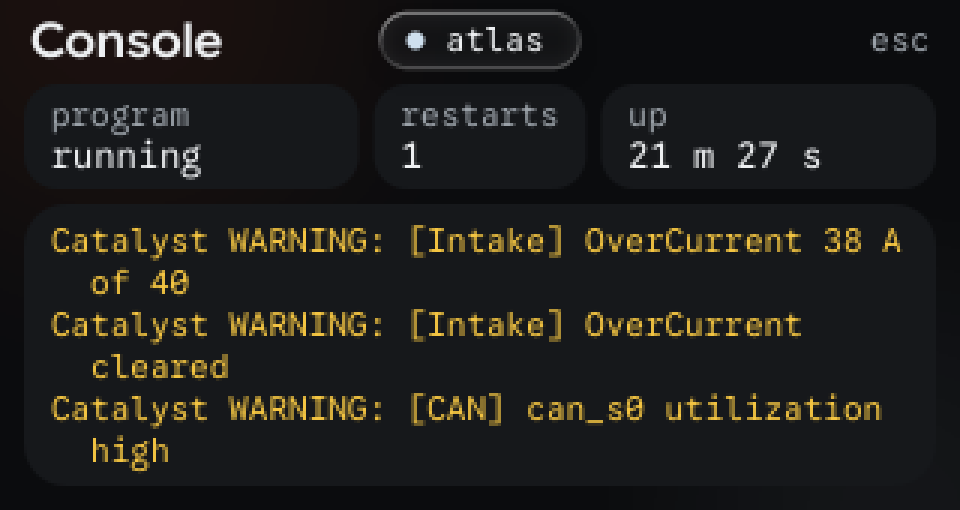 Console
atlas
esc
program
running
restarts
1
up
21 m 27 s
Catalyst WARNING: [Intake] OverCurrent 38 A
of 40
Catalyst WARNING: [Intake] OverCurrent
cleared
Catalyst WARNING: [CAN] can_s0 utilization
high